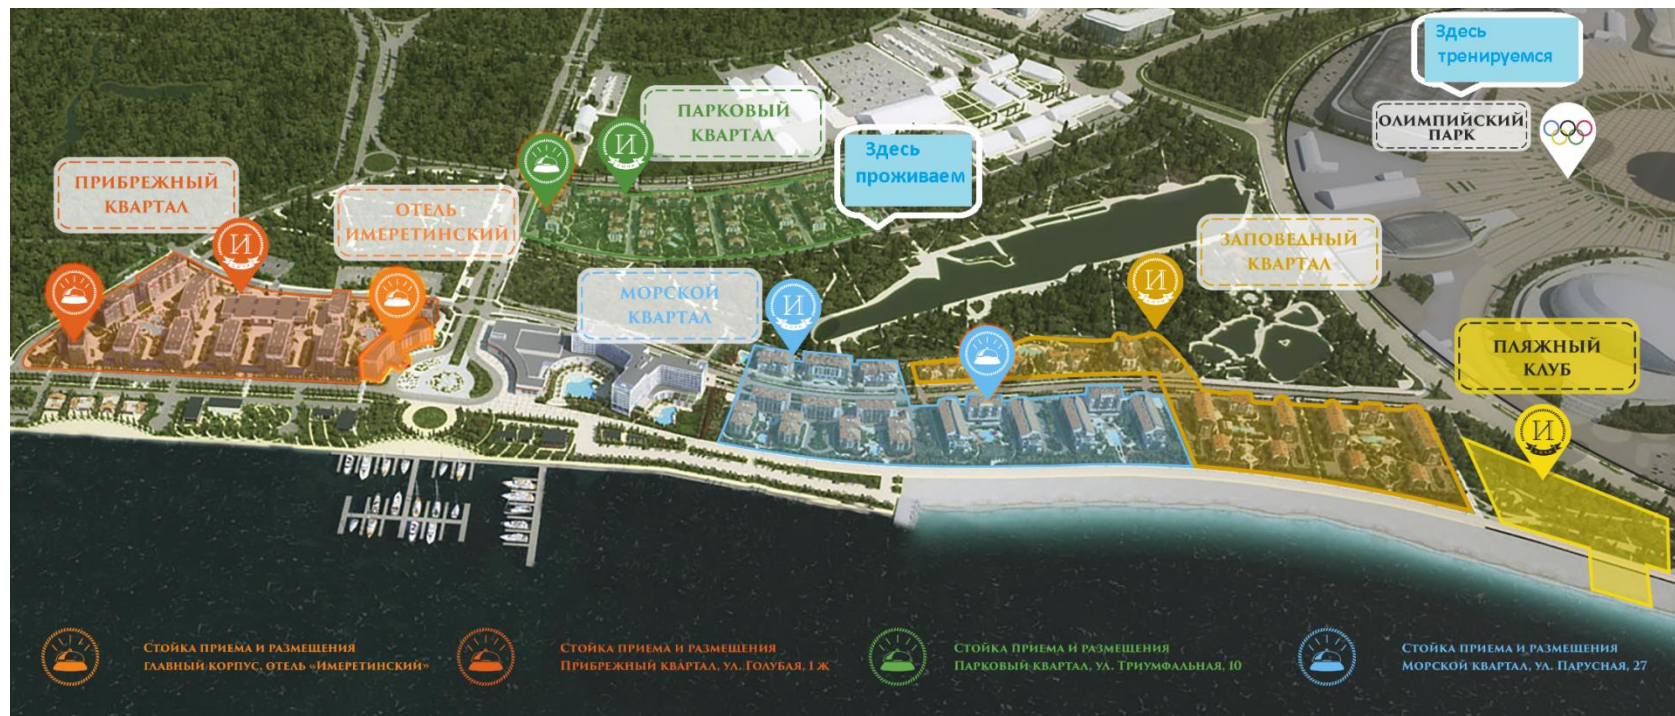 Здесь
тренируемся
ОЛИМПИЙСКИЙ
ПАРК
ПАРКОВЫЙ
КВАРТАЛ
И
Здесь
проживаем
ПРИБРЕЖНЫЙ
КВАРТАЛ
И
ОТЕЛЬ
ИМЕРЕТИНСКИЙ
ЗАПОВЕДНЫЙ
КВАРТАЛ
И
МОРСКОЙ
КВАРТАЛ
И
ПЛЯЖНЫЙ
КЛУБ
И
СТОЙКА ПРИЕМА И РАЗМЕЩЕНИЯ
ГЛАВНЫЙ КОРПУС, ОТЕЛЬ «ИМЕРЕТИНСКИЙ»
СТОЙКА ПРИЕМА И РАЗМЕЩЕНИЯ
ПРИБРЕЖНЫЙ КВАРТАЛ, УЛ. ГОЛУБАЯ, 1 Ж
СТОЙКА ПРИЕМА И РАЗМЕЩЕНИЯ
ПАРКОВЫЙ КВАРТАЛ, УЛ. ТРИУМФАЛЬНАЯ, 10
СТОЙКА ПРИЕМА И РАЗМЕЩЕНИЯ
МОРСКОЙ КВАРТАЛ, УЛ. ПАРУСНАЯ, 27